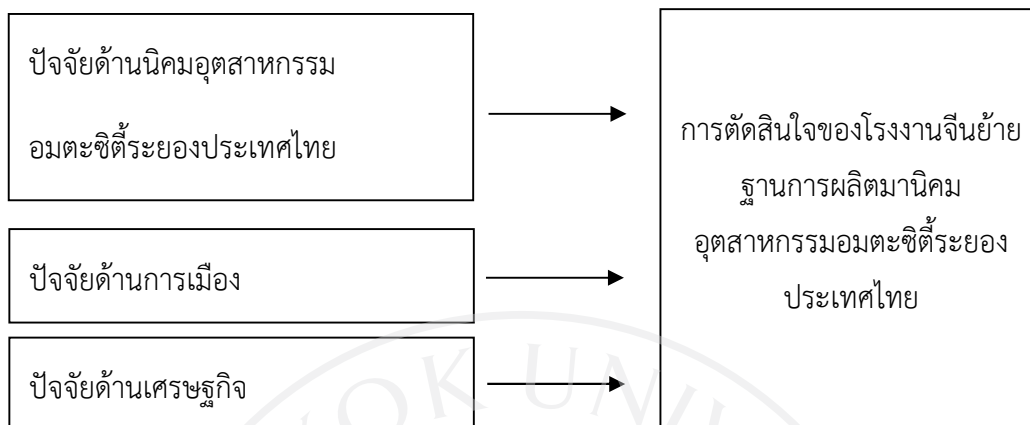 ปัจจัยด้านนิคมอุตสาหกรรม
อมตะซิตี้ระยองประเทศไทย
การตัดสินใจของโรงงานจีนย้าย
ฐานการผลิตมานิคม
อุตสาหกรรมอมตะซิตี้ระยอง
ประเทศไทย
ปัจจัยด้านการเมือง
ปัจจัยด้านเศรษฐกิจ
OK UNI